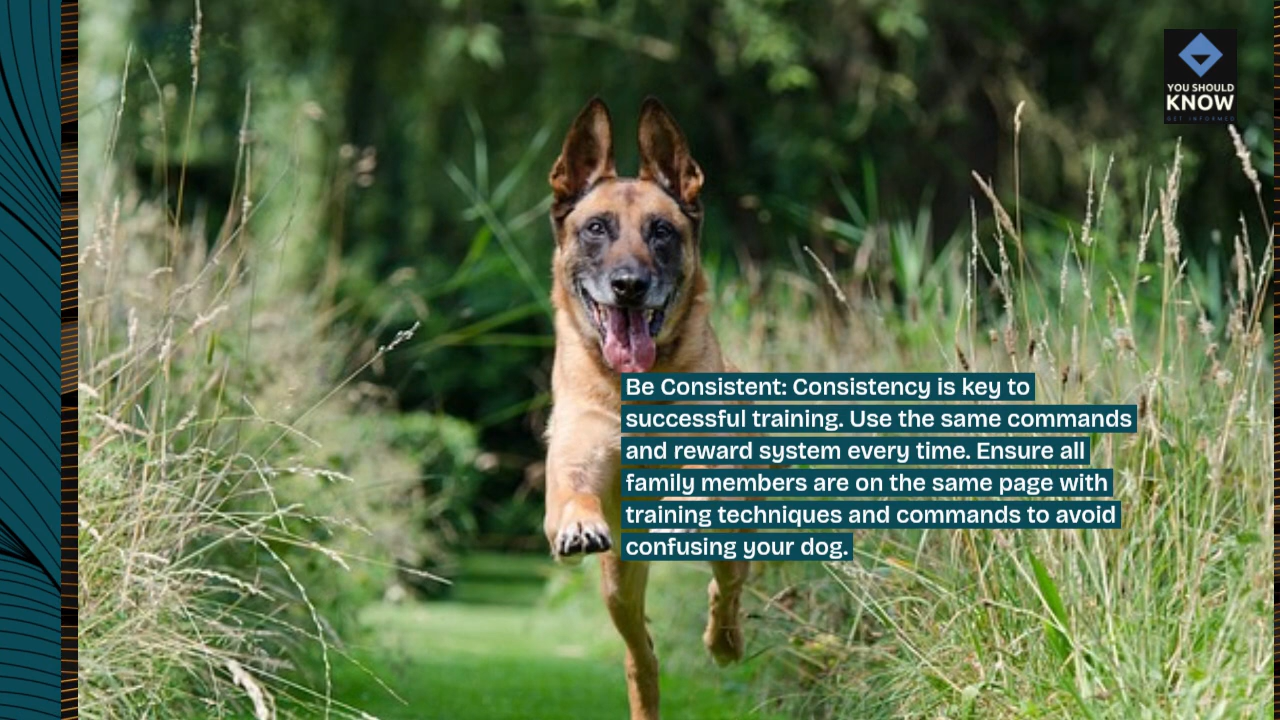 YOU SHOULD
KNOW
GET INFORMED
Be Consistent: Consistency is key to
successful training. Use the same commands
and reward system every time. Ensure all
family members are on the same page with
training techniques and commands to avoid
confusing your dog.